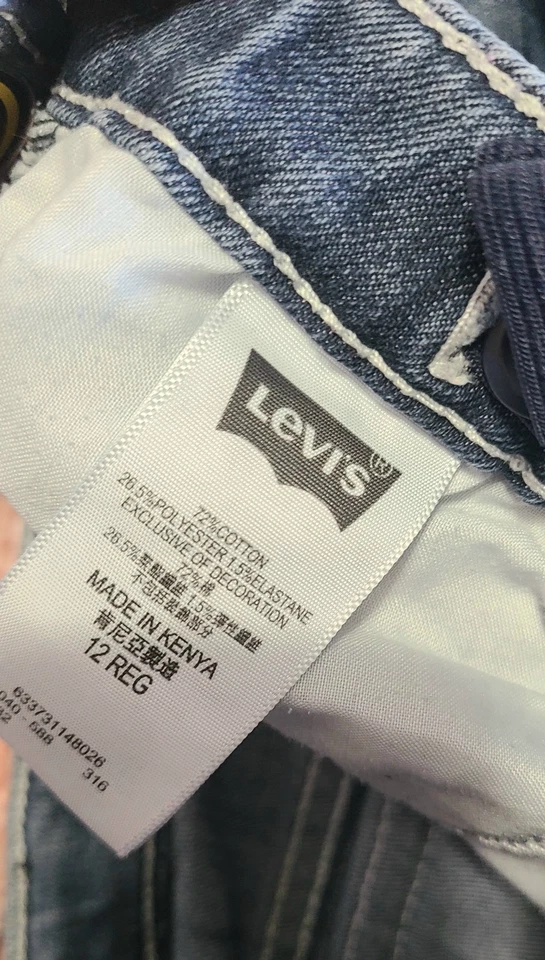 Levi's®
72%COTTON
26.5%POLYESTER 1.5%ELASTANE
EXCLUSIVE OF DECORATION
72%棉
26.5%聚酯纖維 1.5%彈性纖維
不包括裝飾部分
MADE IN KENYA
肯尼亞製造
12 REG
633731148026
040 - 588
316